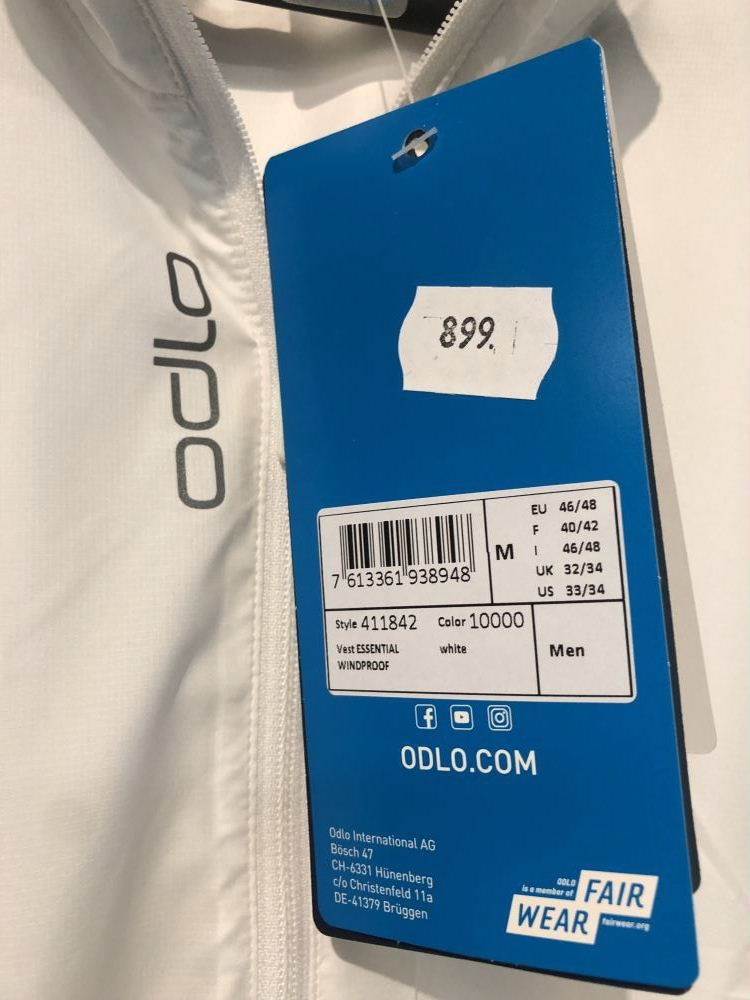 odlo
899.
7 613361 938948
M
EU 46/48
F 40/42
I 46/48
UK 32/34
US 33/34
Style 411842 Color 10000
Vest ESSENTIAL white
WINDPROOF
Men
ODLO.COM
Odlo International AG
Bösch 47
CH-6331 Hünenberg
c/o Christenfeld 11a
DE-41379 Brüggen
ODLO
is a member of
FAIR
WEAR
fairwear.org